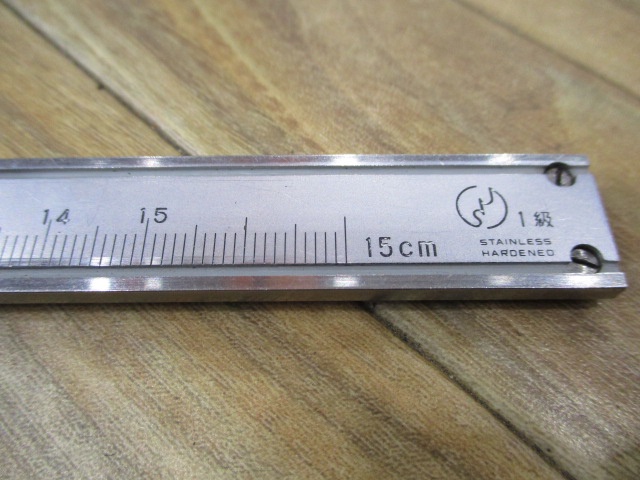 14 15
15cm
1級
STAINLESS
HARDENED